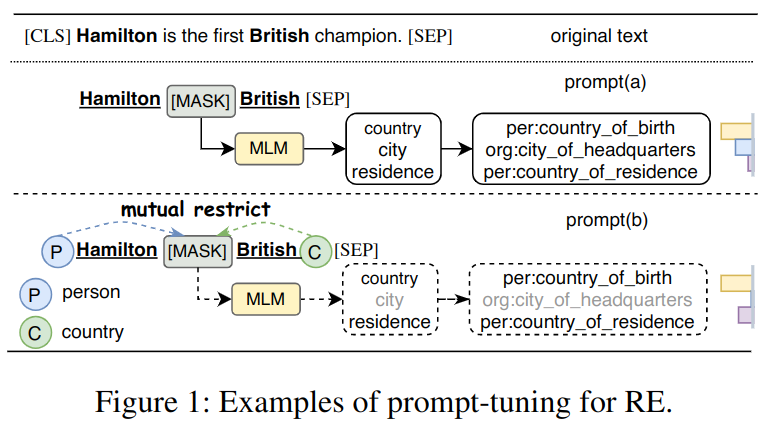 [CLS] Hamilton is the first British champion. [SEP] original text
prompt(a)
Hamilton [MASK] British [SEP]
MLM
country
city
residence
per:country_of_birth
org:city_of_headquarters
per:country_of_residence
mutual restrict
prompt(b)
P Hamilton [MASK] British C [SEP]
P person
C country
MLM
country
city
residence
per:country_of_birth
org:city_of_headquarters
per:country_of_residence
Figure 1: Examples of prompt-tuning for RE.